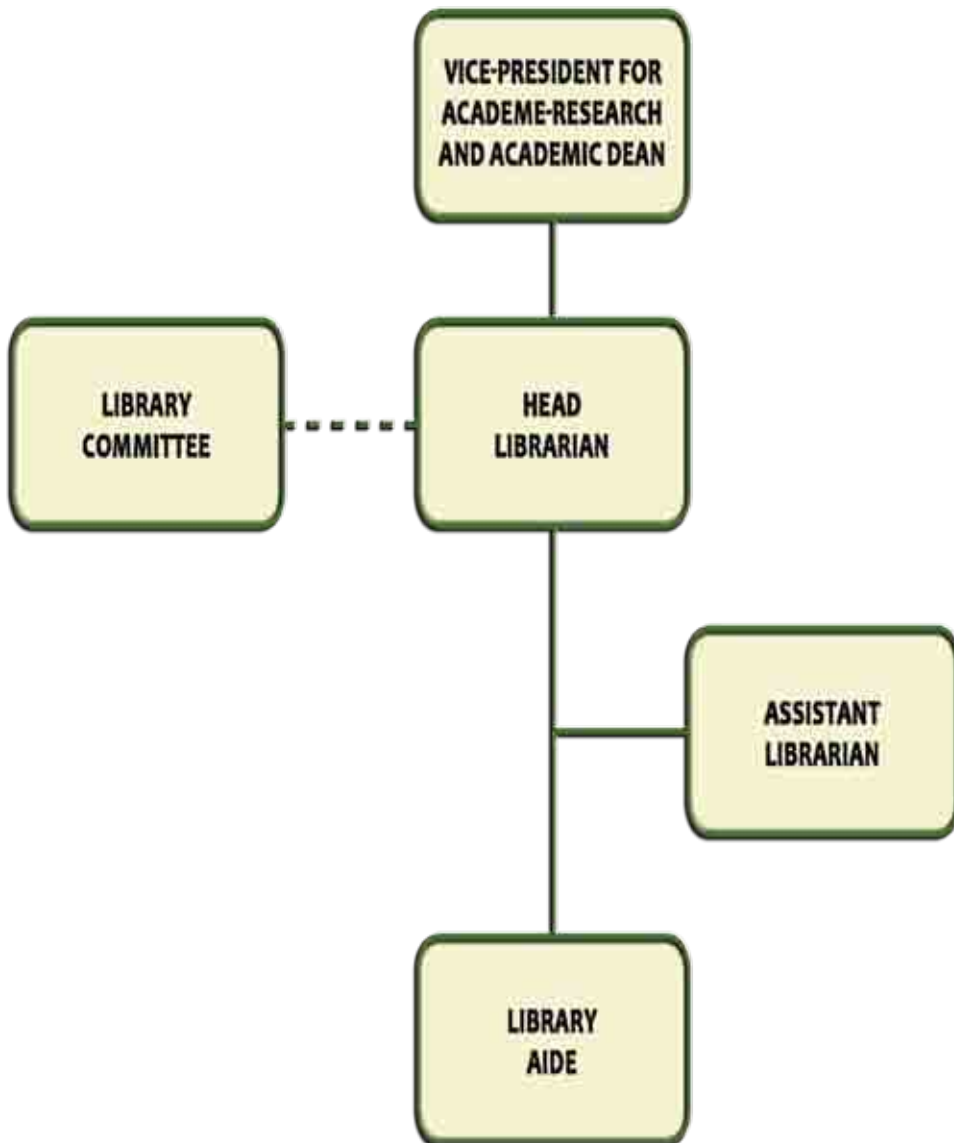 VICE-PRESIDENT FOR
ACADEME-RESEARCH
AND ACADEMIC DEAN
LIBRARY
COMMITTEE
HEAD
LIBRARIAN
ASSISTANT
LIBRARIAN
LIBRARY
AIDE